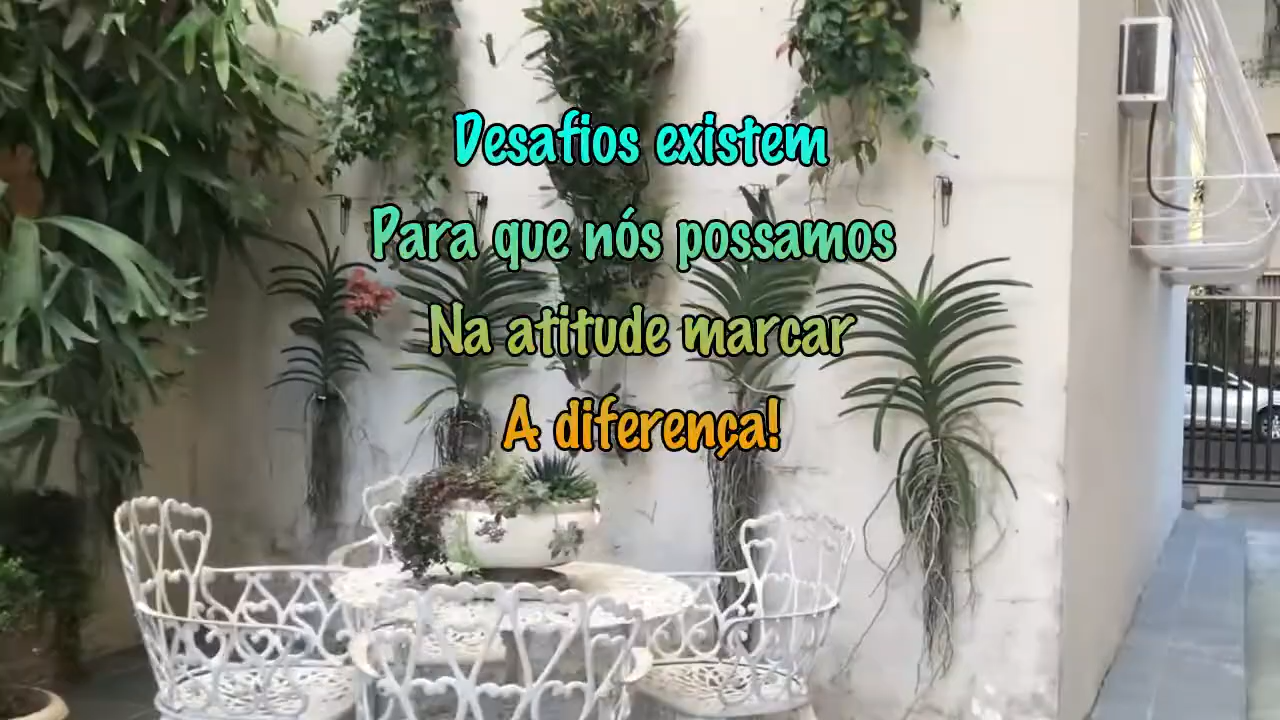 Desafios existem
Para que nós possamos
Na atitude marcar
A diferença!